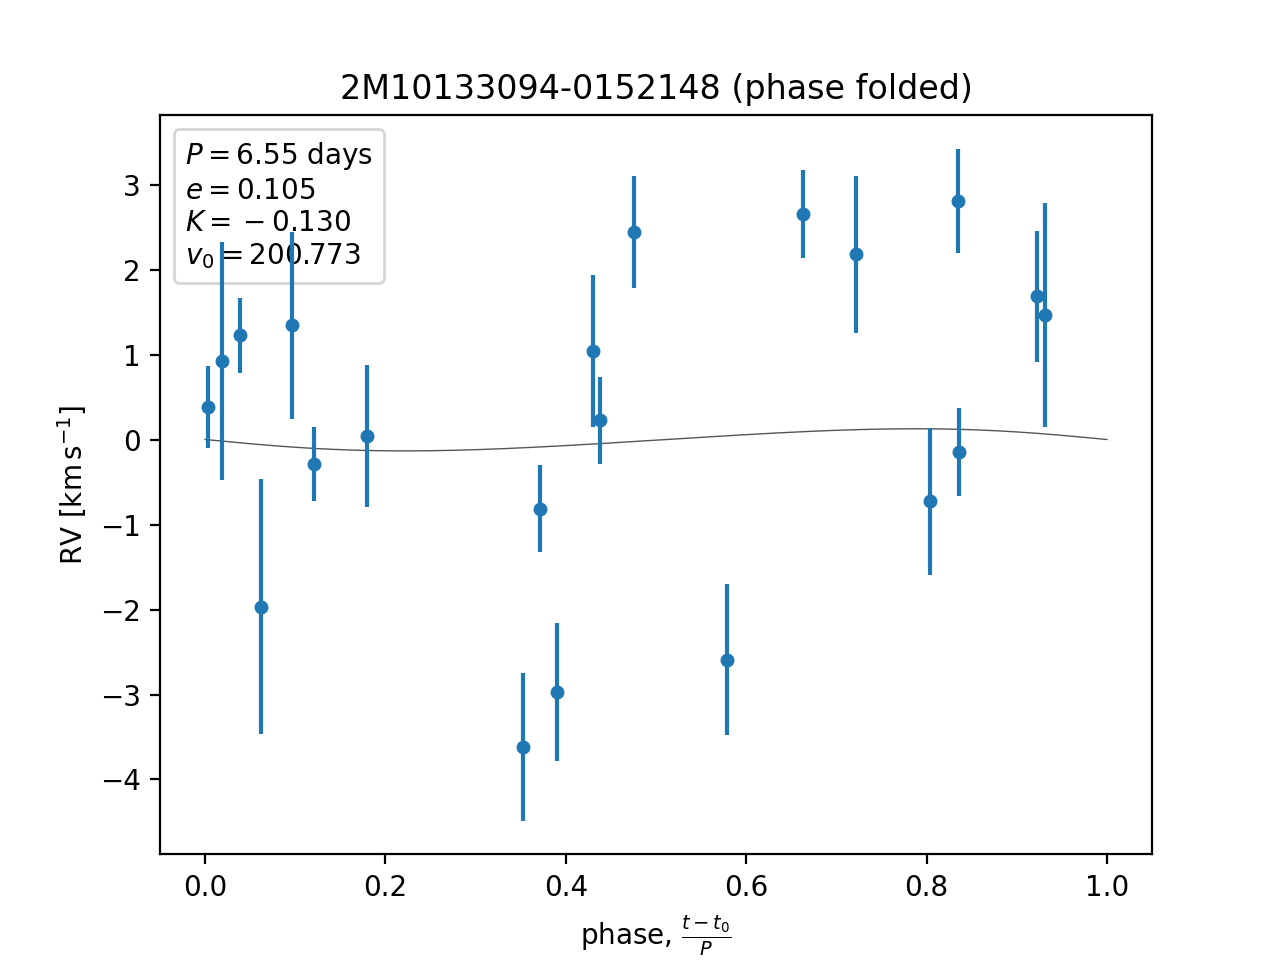 2M10133094-0152148 (phase folded)
P = 6.55 days
e = 0.105
K = −0.130
v₀ = 200.773
3
2
1
0
−1
−2
−3
−4
RV [km s⁻¹]
0.0 0.2 0.4 0.6 0.8 1.0
phase, (t − t₀)/P